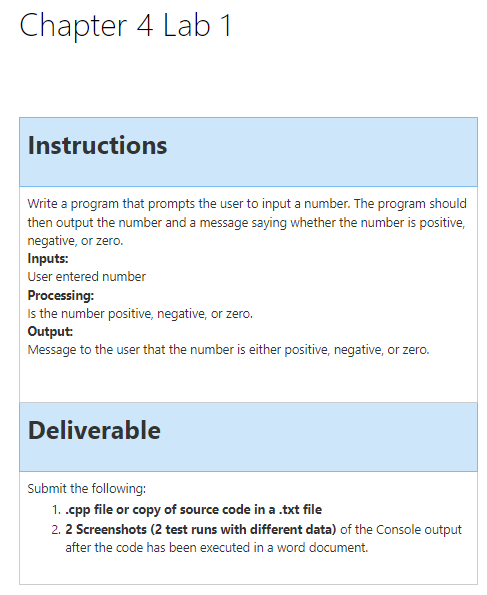 Chapter 4 Lab 1
Instructions
Write a program that prompts the user to input a number. The program should
then output the number and a message saying whether the number is positive,
negative, or zero.
Inputs:
User entered number
Processing:
Is the number positive, negative, or zero.
Output:
Message to the user that the number is either positive, negative, or zero.
Deliverable
Submit the following:
1. .cpp file or copy of source code in a .txt file
2. 2 Screenshots (2 test runs with different data) of the Console output
after the code has been executed in a word document.